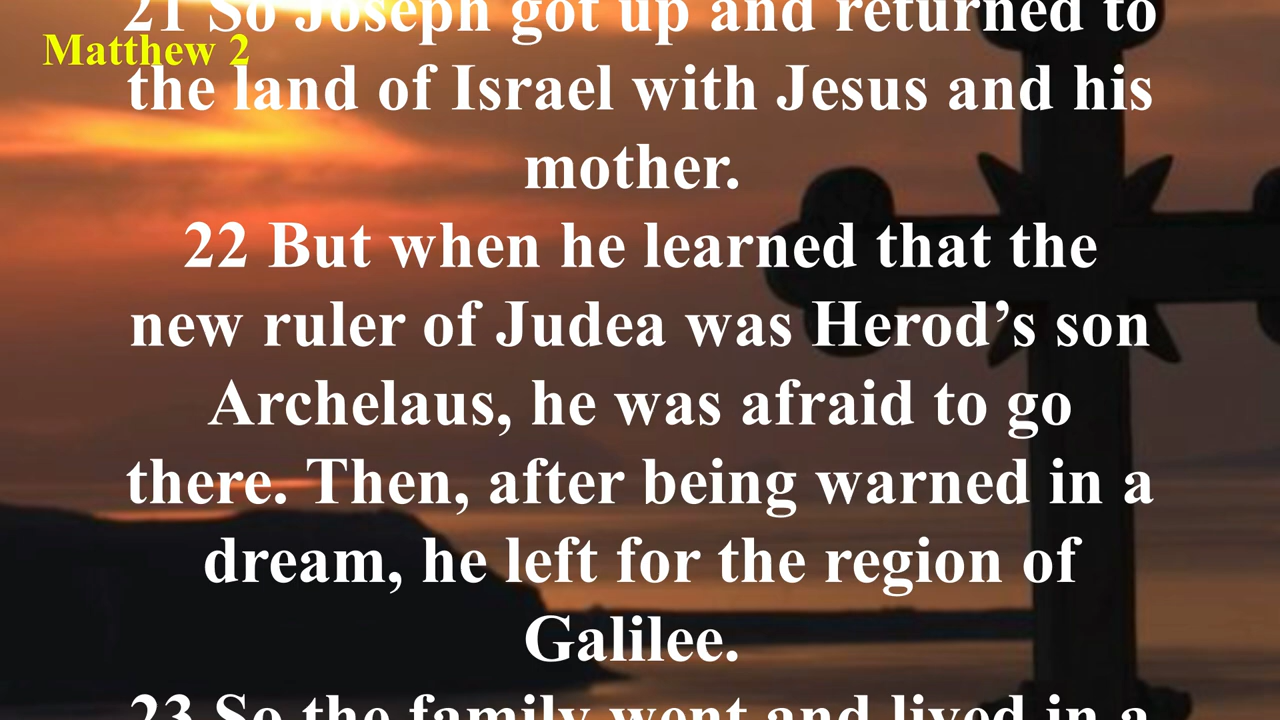 21 So Joseph got up and returned to
Matthew 2
the land of Israel with Jesus and his
mother.
22 But when he learned that the
new ruler of Judea was Herod’s son
Archelaus, he was afraid to go
there. Then, after being warned in a
dream, he left for the region of
Galilee.
23 So the family went and lived in a